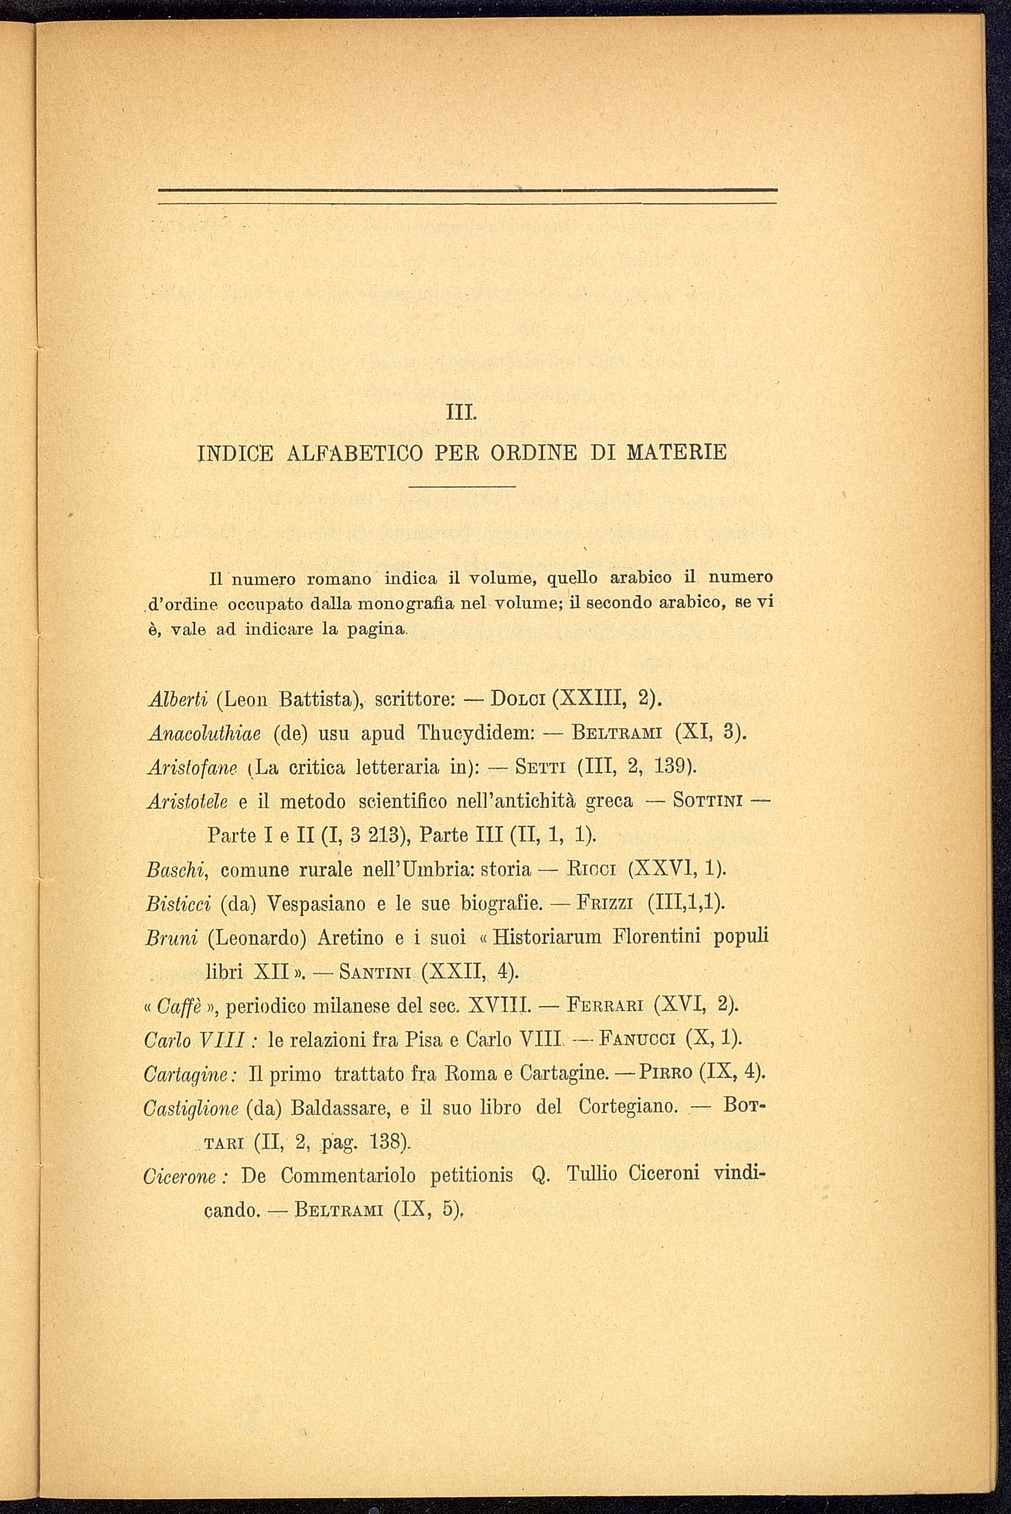 III.
INDICE ALFABETICO PER ORDINE DI MATERIE
Il numero romano indica il volume, quello arabico il numero
d'ordine occupato dalla monografia nel volume; il secondo arabico, se vi
è, vale ad indicare la pagina.
Alberti (Leon Battista), scrittore: — DOLCI (XXIII, 2).
Anacoluthiae (de) usu apud Thucydidem: — BELTRAMI (XI, 3).
Aristofane (La critica letteraria in): — SETTI (III, 2, 139).
Aristotele e il metodo scientifico nell'antichità greca — SOTTINI —
Parte I e II (I, 3 213), Parte III (II, 1, 1).
Baschi, comune rurale nell'Umbria: storia — RICCI (XXVI, 1).
Bisticci (da) Vespasiano e le sue biografie. — FRIZZI (III,1,1).
Bruni (Leonardo) Aretino e i suoi « Historiarum Florentini populi
libri XII ». — SANTINI (XXII, 4).
« Caffè », periodico milanese del sec. XVIII. — FERRARI (XVI, 2).
Carlo VIII : le relazioni fra Pisa e Carlo VIII. — FANUCCI (X, 1).
Cartagine : Il primo trattato fra Roma e Cartagine. — PIRRO (IX, 4).
Castiglione (da) Baldassare, e il suo libro del Cortegiano. — BOT-
TARI (II, 2, pag. 138).
Cicerone : De Commentariolo petitionis Q. Tullio Ciceroni vindi-
cando. — BELTRAMI (IX, 5).